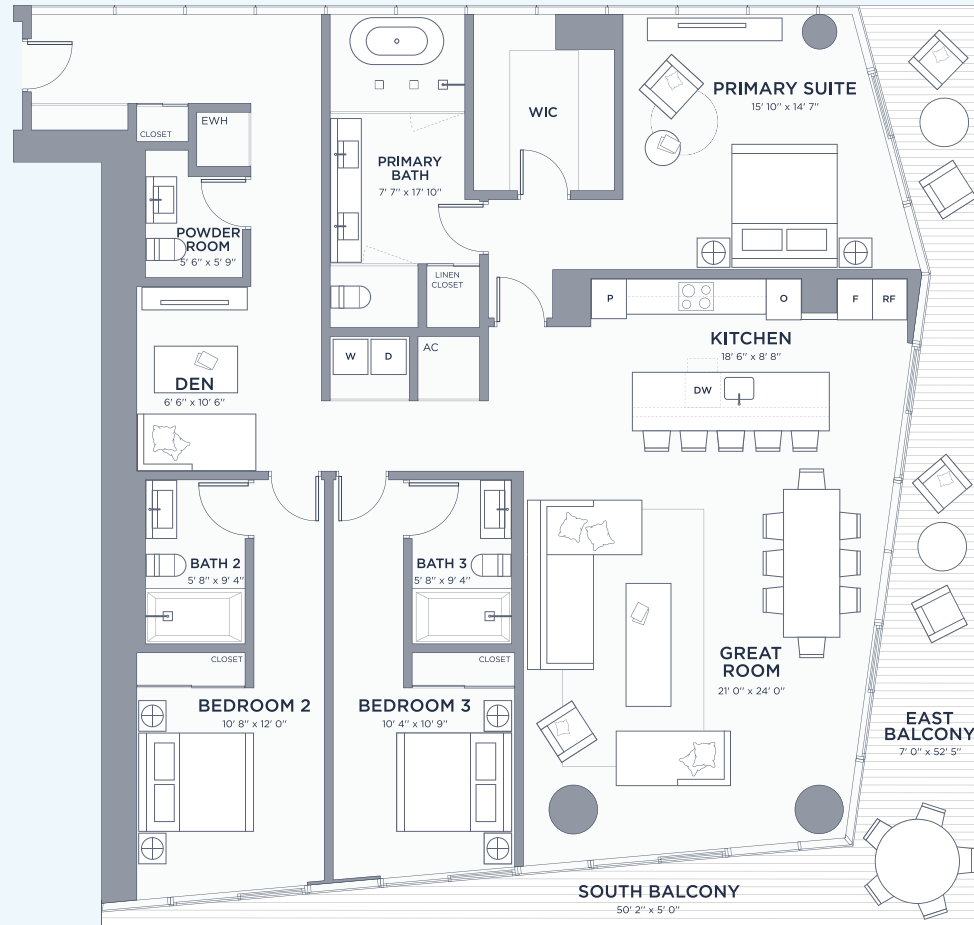 PRIMARY SUITE
15' 10" x 14' 7"
WIC
EWH
CLOSET
PRIMARY
BATH
7' 7" x 17' 10"
POWDER
ROOM
5' 6" x 5' 9"
LINEN
CLOSET
P
O
F
RF
KITCHEN
18' 6" x 8' 8"
W
D
AC
DEN
6' 6" x 10' 6"
DW
BATH 2
5' 8" x 9' 4"
BATH 3
5' 8" x 9' 4"
CLOSET
CLOSET
GREAT
ROOM
21' 0" x 24' 0"
BEDROOM 2
10' 8" x 12' 0"
BEDROOM 3
10' 4" x 10' 9"
EAST
BALCONY
7' 0" x 52' 5"
SOUTH BALCONY
50' 2" x 5' 0"